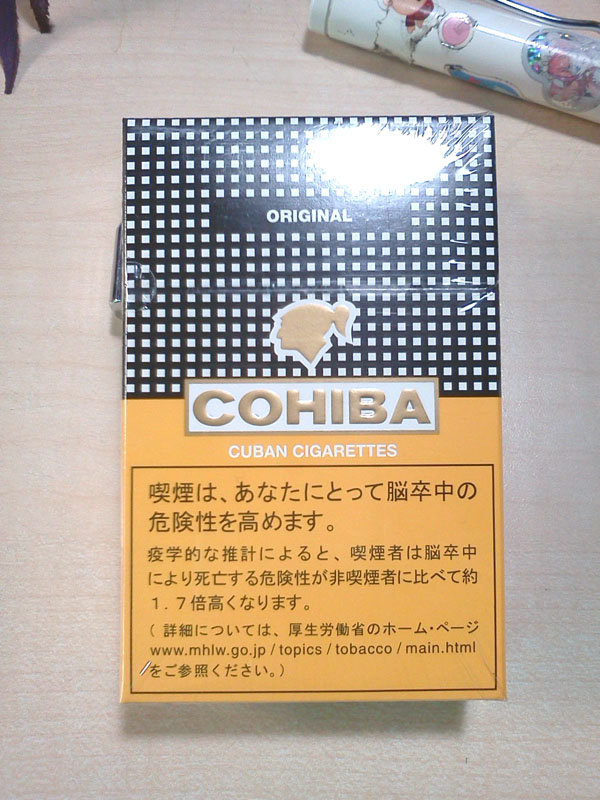 ORIGINAL
COHIBA
CUBAN CIGARETTES
喫煙は、あなたにとって脳卒中の
危険性を高めます。
疫学的な推計によると、喫煙者は脳卒中
により死亡する危険性が非喫煙者に比べて約
１.７倍高くなります。
(詳細については、厚生労働省のホーム･ページ
www.mhlw.go.jp / topics / tobacco / main.html
をご参照ください。)